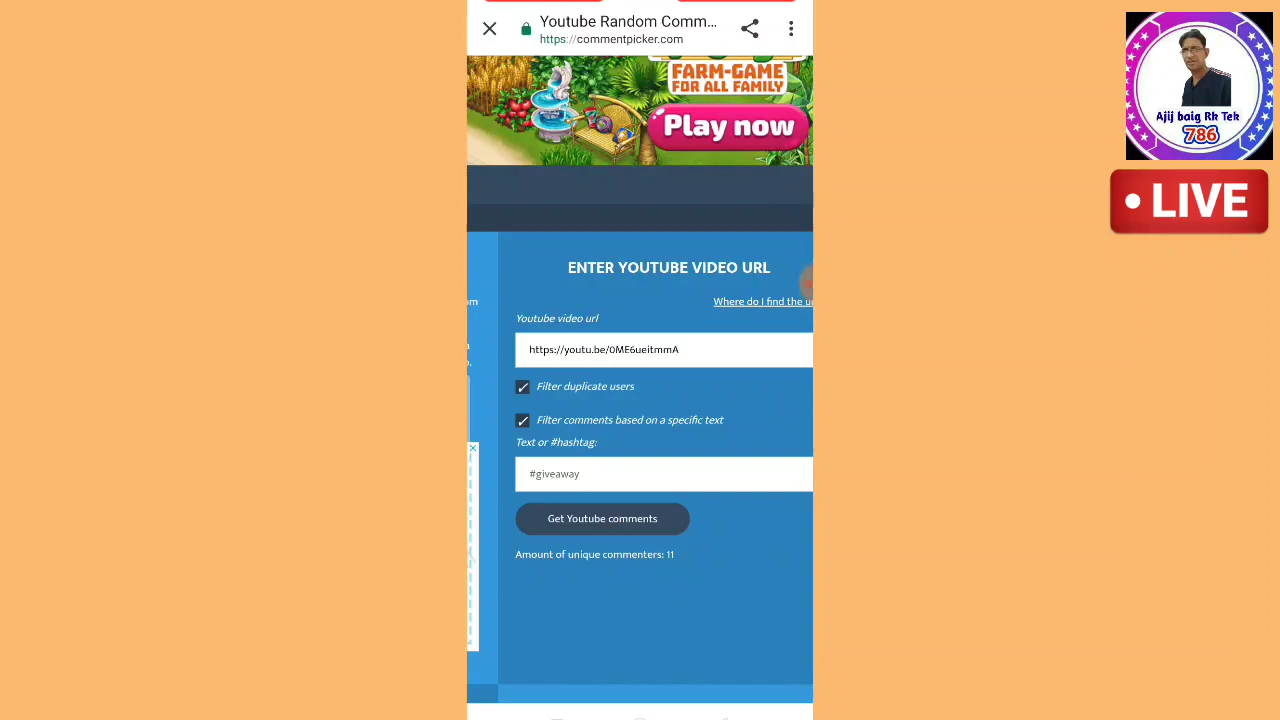 Youtube Random Comm...
https://commentpicker.com
FARM-GAME
FOR ALL FAMILY
Play now
Ajij baig Rk Tek
786
LIVE
ENTER YOUTUBE VIDEO URL
om
Where do I find the u
Youtube video url
https://youtu.be/0ME6ueitmmA
Filter duplicate users
Filter comments based on a specific text
Text or #hashtag:
#giveaway
Get Youtube comments
Amount of unique commenters: 11